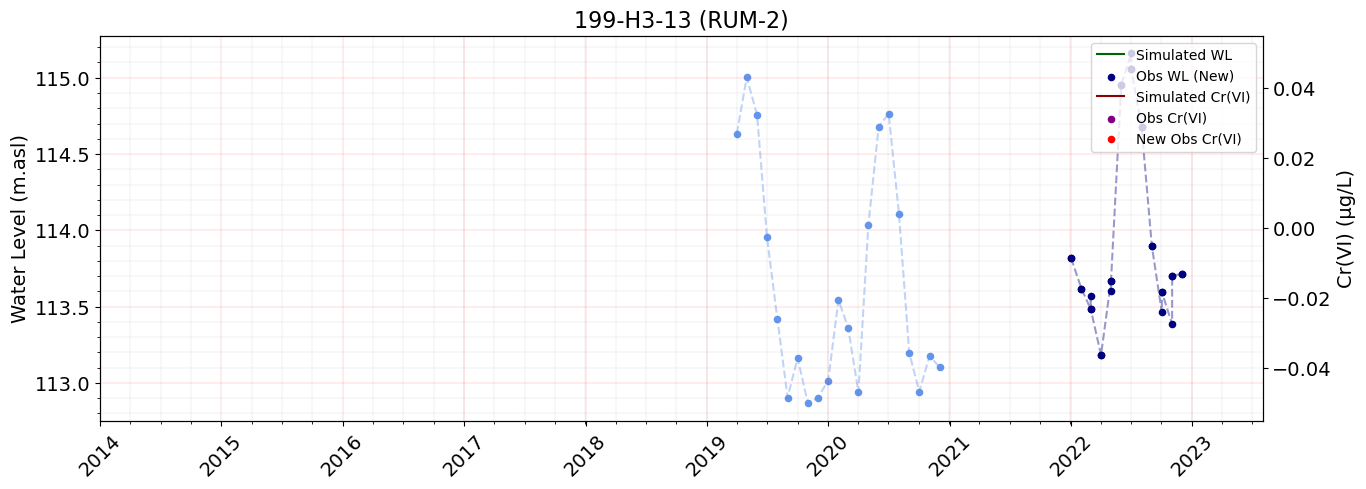 199-H3-13 (RUM-2)
Water Level (m.asl)
115.0
114.5
114.0
113.5
113.0
Simulated WL
Obs WL (New)
Simulated Cr(VI)
Obs Cr(VI)
New Obs Cr(VI)
0.04
0.02
0.00
−0.02
−0.04
Cr(VI) (μg/L)
2014
2015
2016
2017
2018
2019
2020
2021
2022
2023